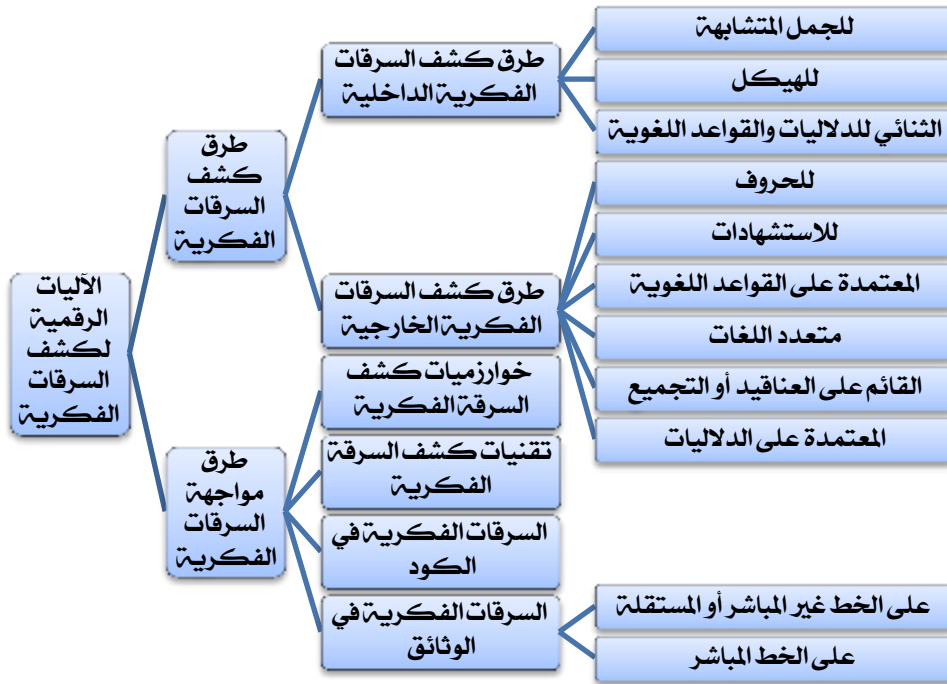 الآليات
الرقمية
لكشف
السرقات
الفكرية
طرق
كشف
السرقات
الفكرية
طرق كشف السرقات
الفكرية الداخلية
للجمل المتشابهة
للهيكل
الثنائي للدلاليات والقواعد اللغوية
طرق كشف السرقات
الفكرية الخارجية
للحروف
للاستشهادات
المعتمدة على القواعد اللغوية
متعدد اللغات
القائم على العناقيد أو التجميع
المعتمدة على الدلاليات
طرق
مواجهة
السرقات
الفكرية
خوارزميات كشف
السرقة الفكرية
تقنيات كشف السرقة
الفكرية
السرقات الفكرية في
الكود
السرقات الفكرية في
الوثائق
على الخط غير المباشر أو المستقلة
على الخط المباشر